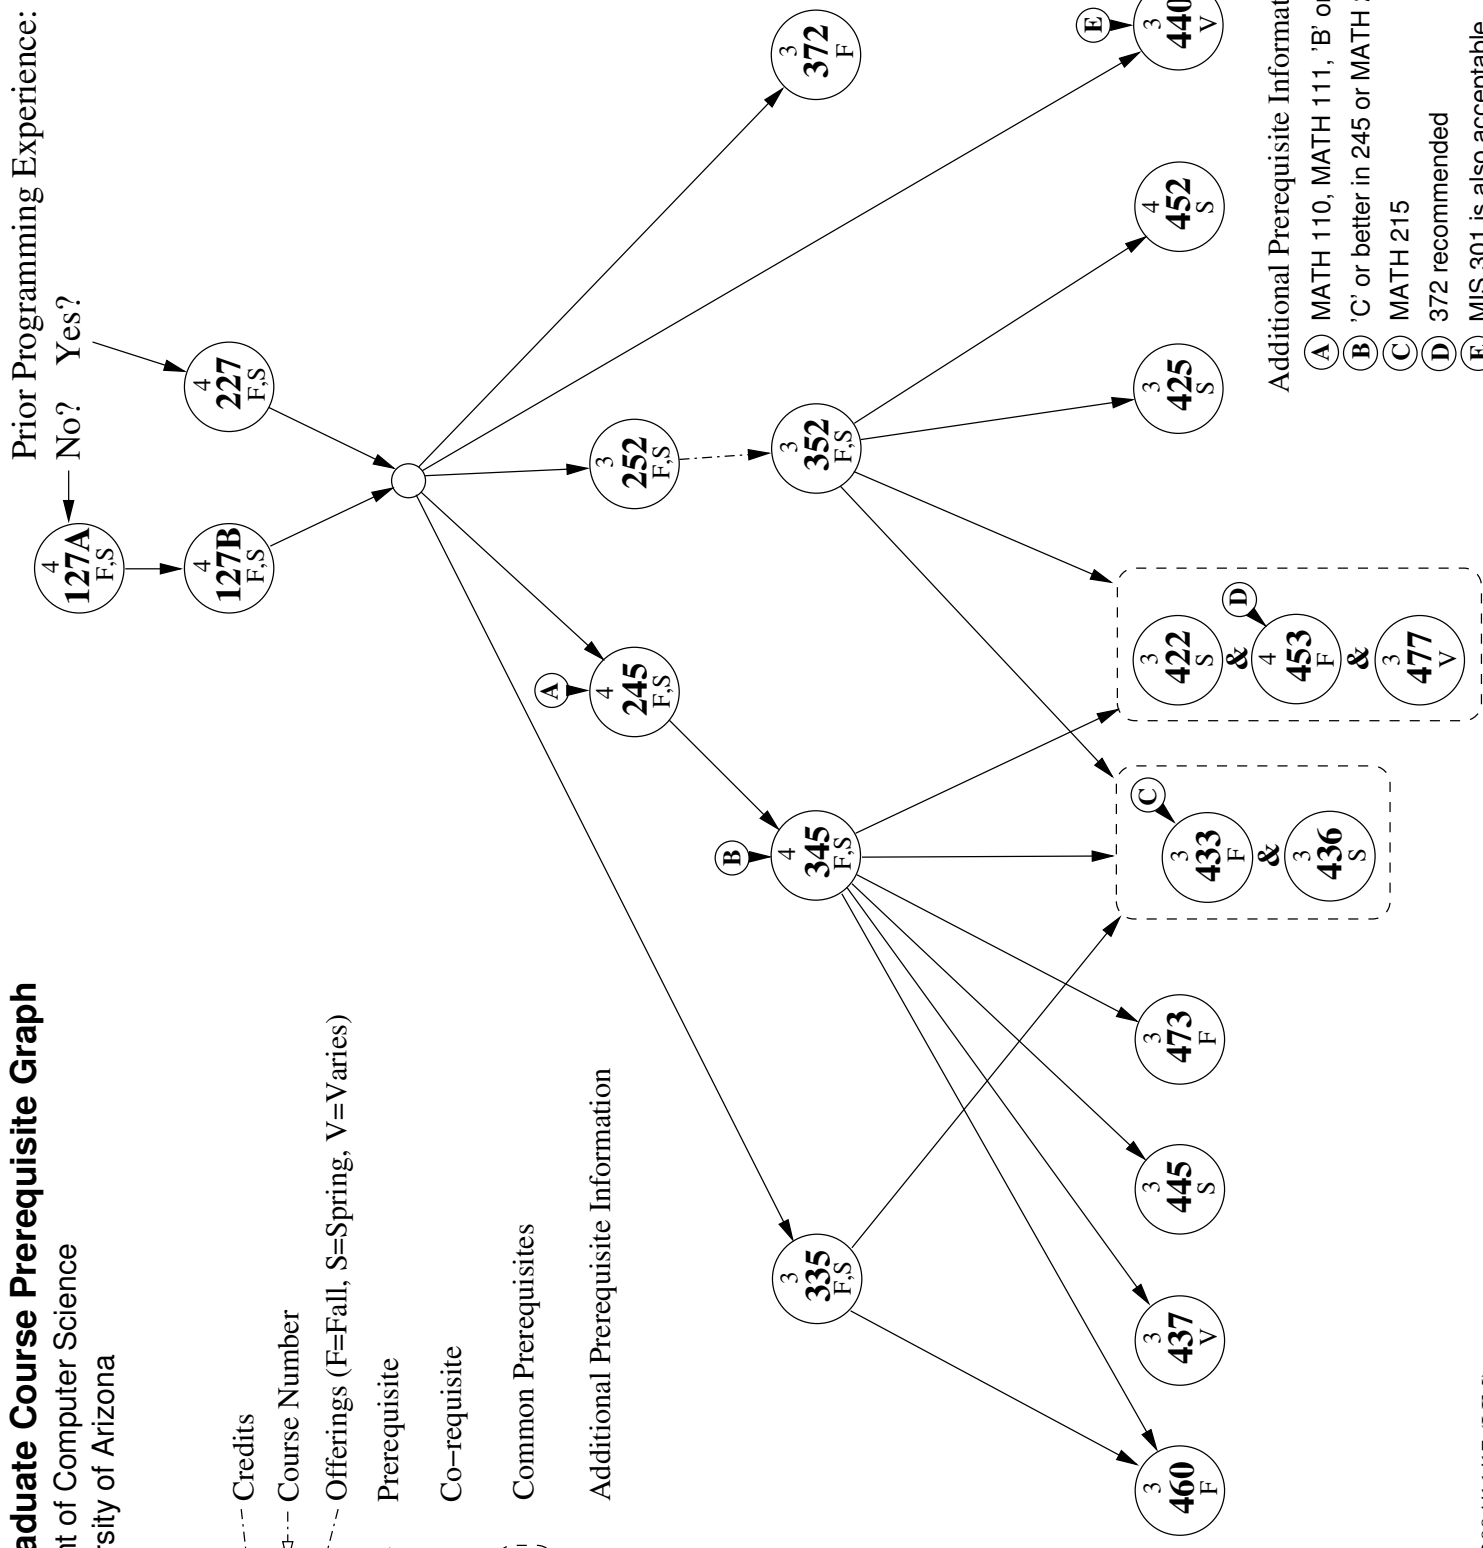 aduate Course Prerequisite Graph
nt of Computer Science
rsity of Arizona
Credits
Course Number
Offerings (F=Fall, S=Spring, V=Varies)
Prerequisite
Co−requisite
Common Prerequisites
Additional Prerequisite Information
Prior Programming Experience:
No? Yes?
4
127A
F,S
4
127B
F,S
4
227
F,S
A
4
245
F,S
3
252
F,S
3
335
F,S
B
4
345
F,S
3
352
F,S
3
372
F
3
460
F
3
437
V
3
445
S
3
473
F
C
3
433
F
&
3
436
S
3
422
S
&
D
4
453
F
&
3
477
V
3
425
S
4
452
S
E
3
440
V
Additional Prerequisite Informat
A MATH 110, MATH 111, 'B' or
B 'C' or better in 245 or MATH
C MATH 215
D 372 recommended
E MIS 301 is also acceptable